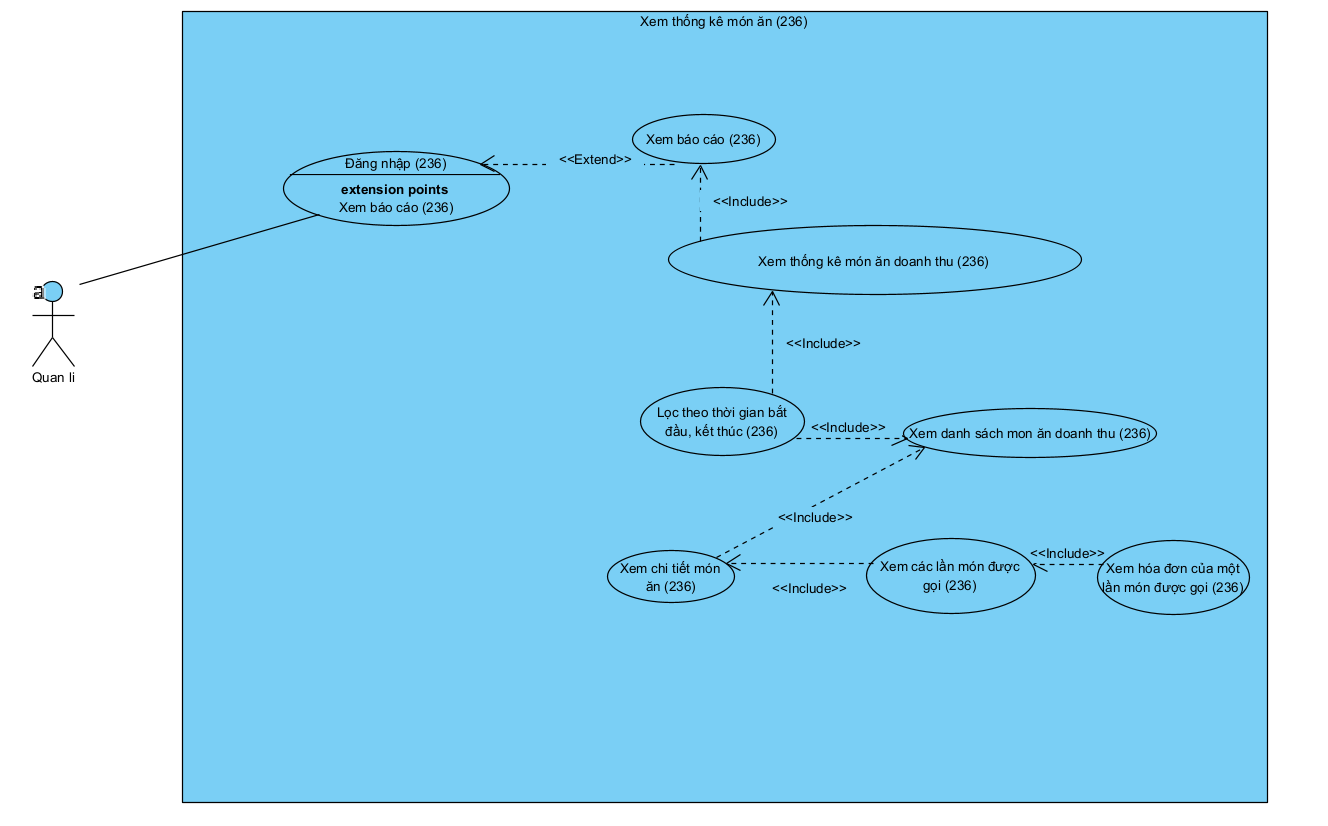 Xem thống kê món ăn (236)
Xem báo cáo (236)
<<Extend>>
Đăng nhập (236)
extension points
Xem báo cáo (236)
<<Include>>
Xem thống kê món ăn doanh thu (236)
Quan li
<<Include>>
Lọc theo thời gian bắt
đầu, kết thúc (236)
<<Include>>
Xem danh sách mon ăn doanh thu (236)
<<Include>>
Xem chi tiết món
ăn (236)
<<Include>>
Xem các lần món được
gọi (236)
<<Include>>
Xem hóa đơn của một
lần món được gọi (236)